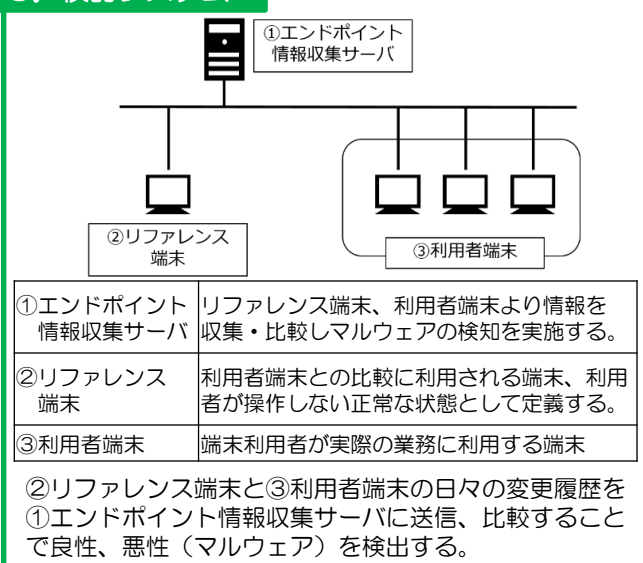 ①エンドポイント
情報収集サーバ
②リファレンス
端末
③利用者端末
①エンドポイント
情報収集サーバ
リファレンス端末、利用者端末より情報を
収集・比較しマルウェアの検知を実施する。
②リファレンス
端末
利用者端末との比較に利用される端末、利用
者が操作しない正常な状態として定義する。
③利用者端末
端末利用者が実際の業務に利用する端末
②リファレンス端末と③利用者端末の日々の変更履歴を
①エンドポイント情報収集サーバに送信、比較すること
で良性、悪性（マルウェア）を検出する。